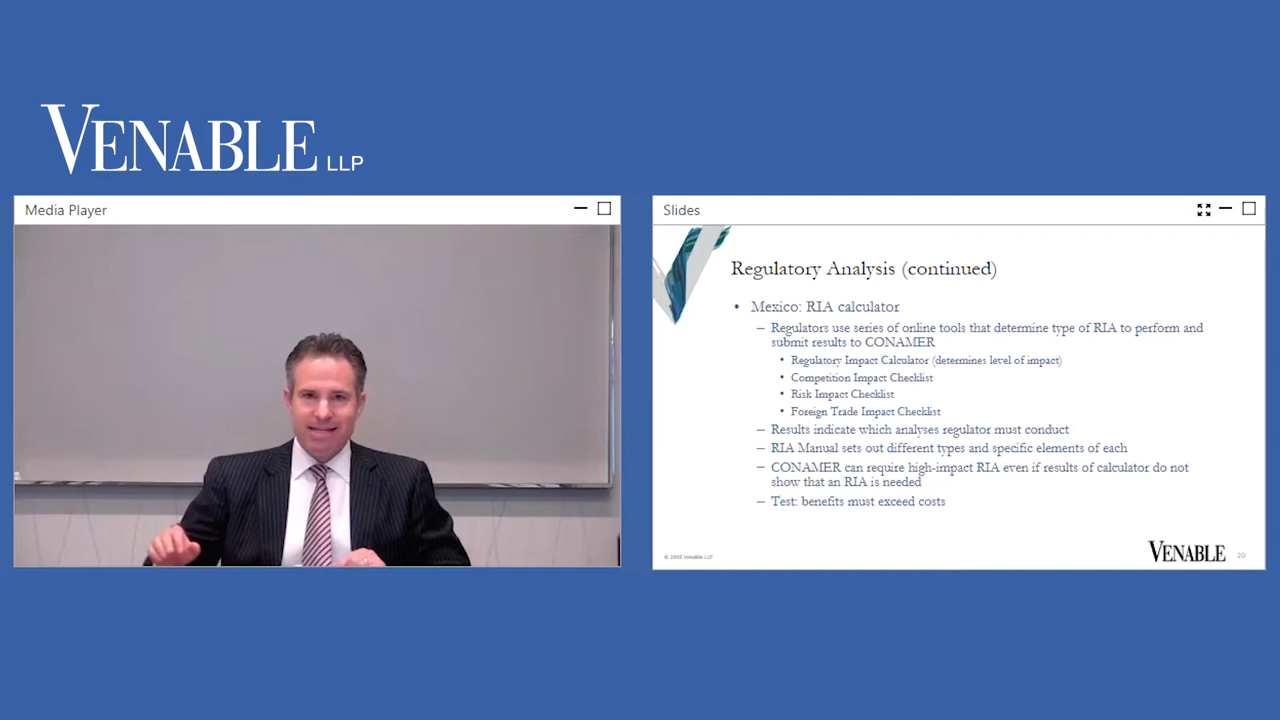 VENABLE LLP
Media Player
Slides
Regulatory Analysis (continued)
• Mexico: RIA calculator
– Regulators use series of online tools that determine type of RIA to perform and
submit results to CONAMER
▪ Regulatory Impact Calculator (determines level of impact)
▪ Competition Impact Checklist
▪ Risk Impact Checklist
▪ Foreign Trade Impact Checklist
– Results indicate which analyses regulator must conduct
– RIA Manual sets out different types and specific elements of each
– CONAMER can require high-impact RIA even if results of calculator do not
show that an RIA is needed
– Test: benefits must exceed costs
© Venable LLP
VENABLE 20